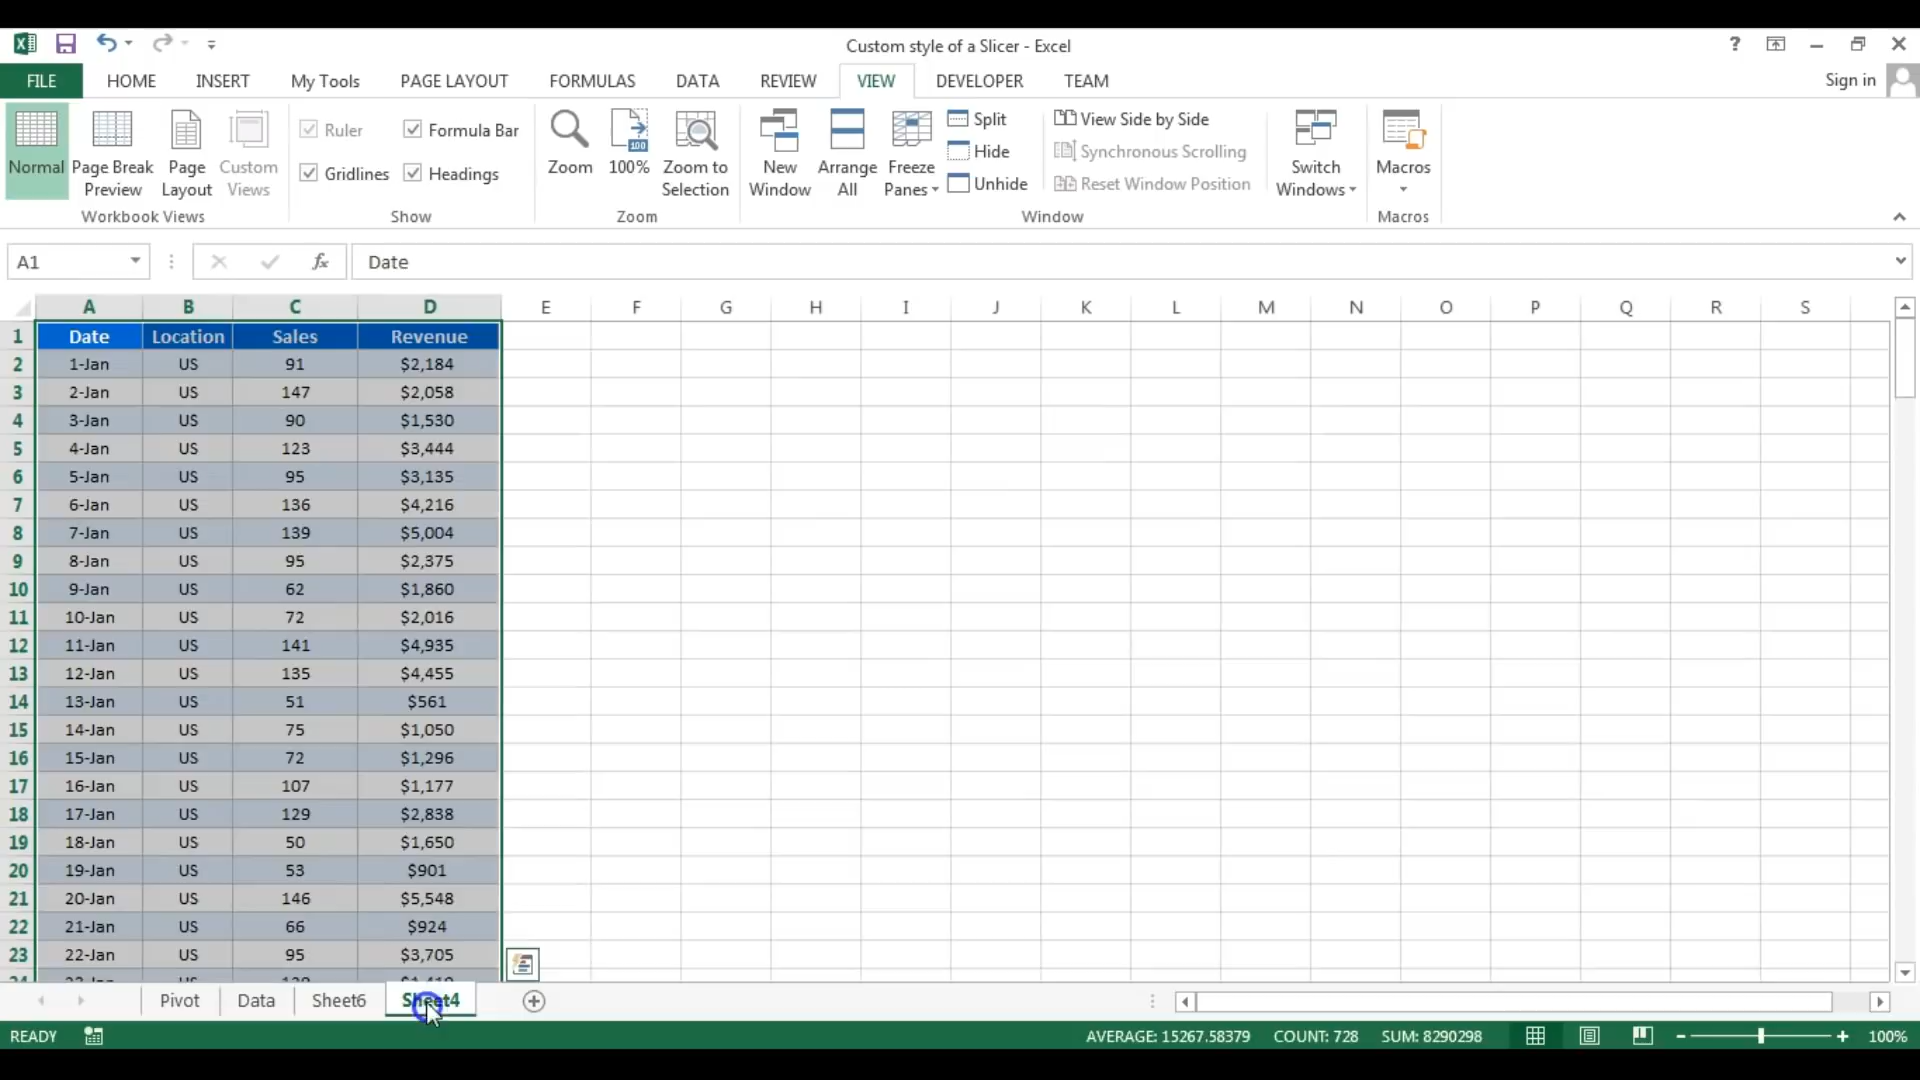 Custom style of a Slicer - Excel
?
FILE HOME INSERT My Tools PAGE LAYOUT FORMULAS DATA REVIEW VIEW DEVELOPER TEAM Sign in
Normal
Page Break Preview
Page Layout
Custom Views
Workbook Views
Ruler
Formula Bar
Gridlines
Headings
Show
Zoom
100%
Zoom to Selection
Zoom
New Window
Arrange All
Freeze Panes
Split
Hide
Unhide
View Side by Side
Synchronous Scrolling
Reset Window Position
Window
Switch Windows
Macros
Macros
A1 fx Date
A B C D E F G H I J K L M N O P Q R S
1 Date Location Sales Revenue
2 1-Jan US 91 $2,184
3 2-Jan US 147 $2,058
4 3-Jan US 90 $1,530
5 4-Jan US 123 $3,444
6 5-Jan US 95 $3,135
7 6-Jan US 136 $4,216
8 7-Jan US 139 $5,004
9 8-Jan US 95 $2,375
10 9-Jan US 62 $1,860
11 10-Jan US 72 $2,016
12 11-Jan US 141 $4,935
13 12-Jan US 135 $4,455
14 13-Jan US 51 $561
15 14-Jan US 75 $1,050
16 15-Jan US 72 $1,296
17 16-Jan US 107 $1,177
18 17-Jan US 129 $2,838
19 18-Jan US 50 $1,650
20 19-Jan US 53 $901
21 20-Jan US 146 $5,548
22 21-Jan US 66 $924
23 22-Jan US 95 $3,705
Pivot Data Sheet6 Sheet4
READY AVERAGE: 15267.58379 COUNT: 728 SUM: 8290298 100%